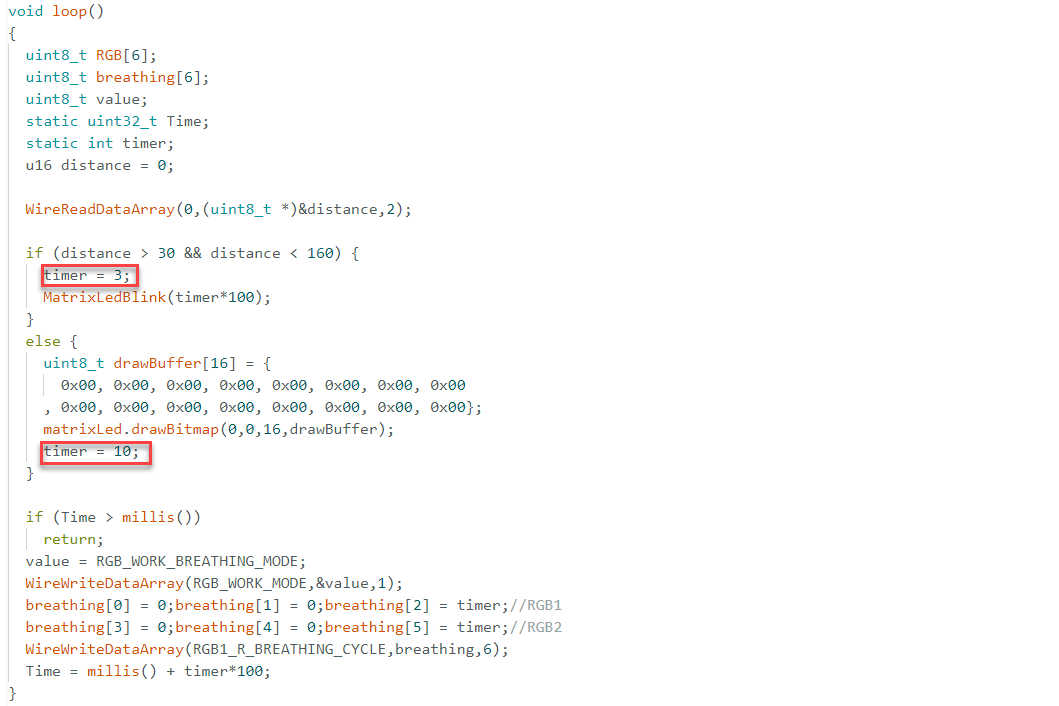 void loop()
{
uint8_t RGB[6];
uint8_t breathing[6];
uint8_t value;
static uint32_t Time;
static int timer;
u16 distance = 0;
WireReadDataArray(0,(uint8_t *)&distance,2);
if (distance > 30 && distance < 160) {
timer = 3;
MatrixLedBlink(timer*100);
}
else {
uint8_t drawBuffer[16] = {
0x00, 0x00, 0x00, 0x00, 0x00, 0x00, 0x00, 0x00
, 0x00, 0x00, 0x00, 0x00, 0x00, 0x00, 0x00, 0x00};
matrixLed.drawBitmap(0,0,16,drawBuffer);
timer = 10;
}
if (Time > millis())
return;
value = RGB_WORK_BREATHING_MODE;
WireWriteDataArray(RGB_WORK_MODE,&value,1);
breathing[0] = 0;breathing[1] = 0;breathing[2] = timer;//RGB1
breathing[3] = 0;breathing[4] = 0;breathing[5] = timer;//RGB2
WireWriteDataArray(RGB1_R_BREATHING_CYCLE,breathing,6);
Time = millis() + timer*100;
}